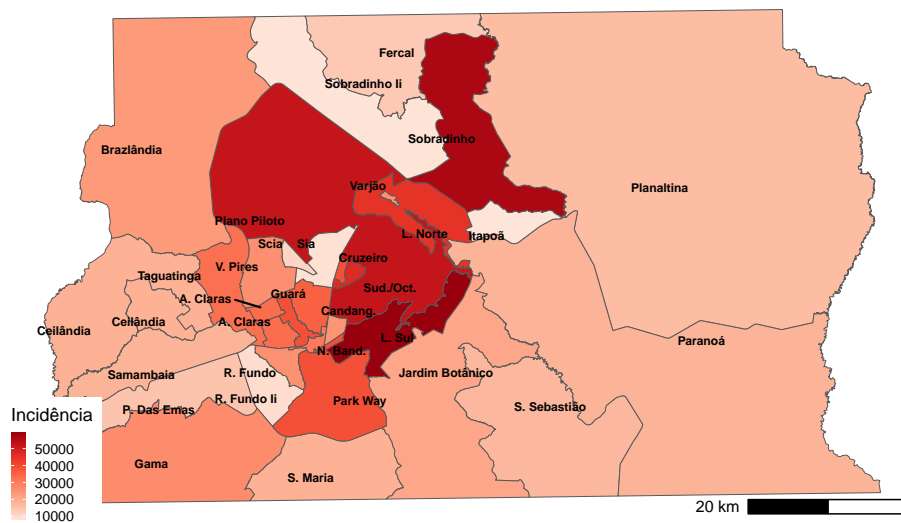 Fercal
Sobradinho Ii
Sobradinho
Brazlândia
Varjão
Planaltina
Plano Piloto
L. Norte
Itapoã
Scia
Sia
Cruzeiro
V. Pires
Taguatinga
Sud./Oct.
Guará
A. Claras
Candang.
Ceilândia
Ceilândia
A. Claras
L. Sul
Paranoá
N. Band.
R. Fundo
Jardim Botânico
Samambaia
R. Fundo Ii
Park Way
S. Sebastião
P. Das Emas
Incidência
50000
40000
30000
20000
10000
Gama
S. Maria
20 km